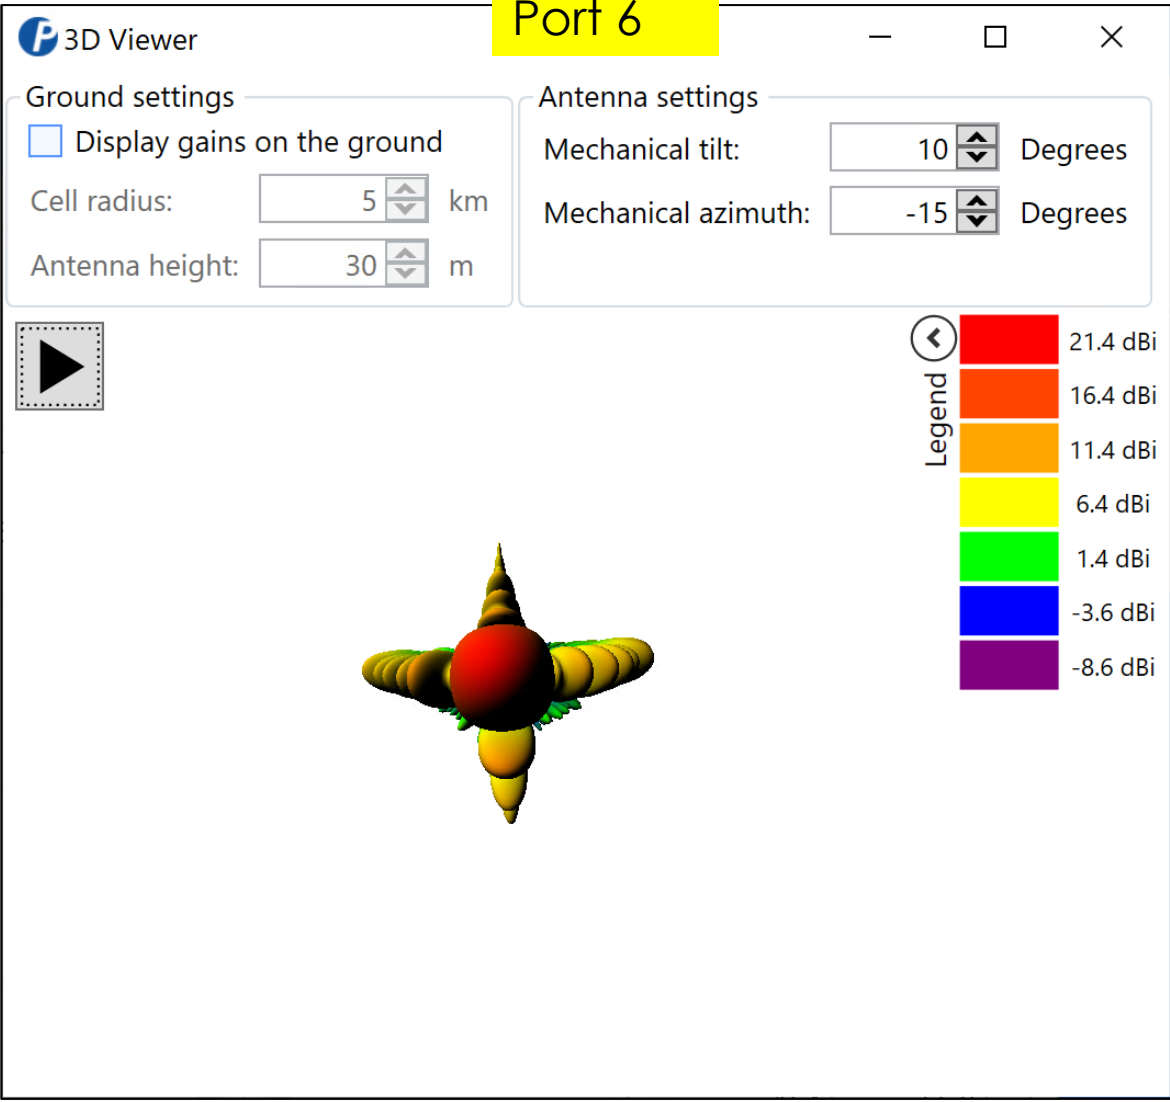 Port 6
3D Viewer
Ground settings
Display gains on the ground
Cell radius: 5 km
Antenna height: 30 m
Antenna settings
Mechanical tilt: 10 Degrees
Mechanical azimuth: -15 Degrees
Legend
21.4 dBi
16.4 dBi
11.4 dBi
6.4 dBi
1.4 dBi
-3.6 dBi
-8.6 dBi